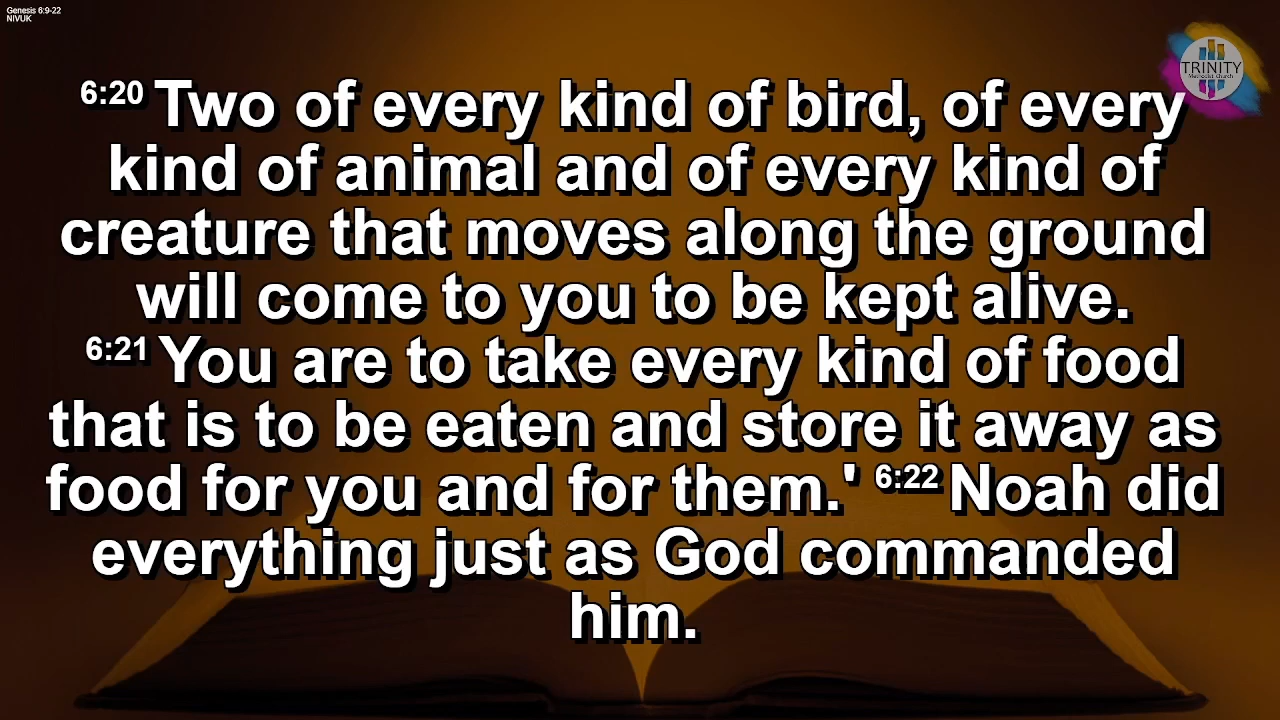 Genesis 6:9-22
NIVUK
TRINITY
Methodist Church
6:20 Two of every kind of bird, of every
kind of animal and of every kind of
creature that moves along the ground
will come to you to be kept alive.
6:21 You are to take every kind of food
that is to be eaten and store it away as
food for you and for them.' 6:22 Noah did
everything just as God commanded
him.